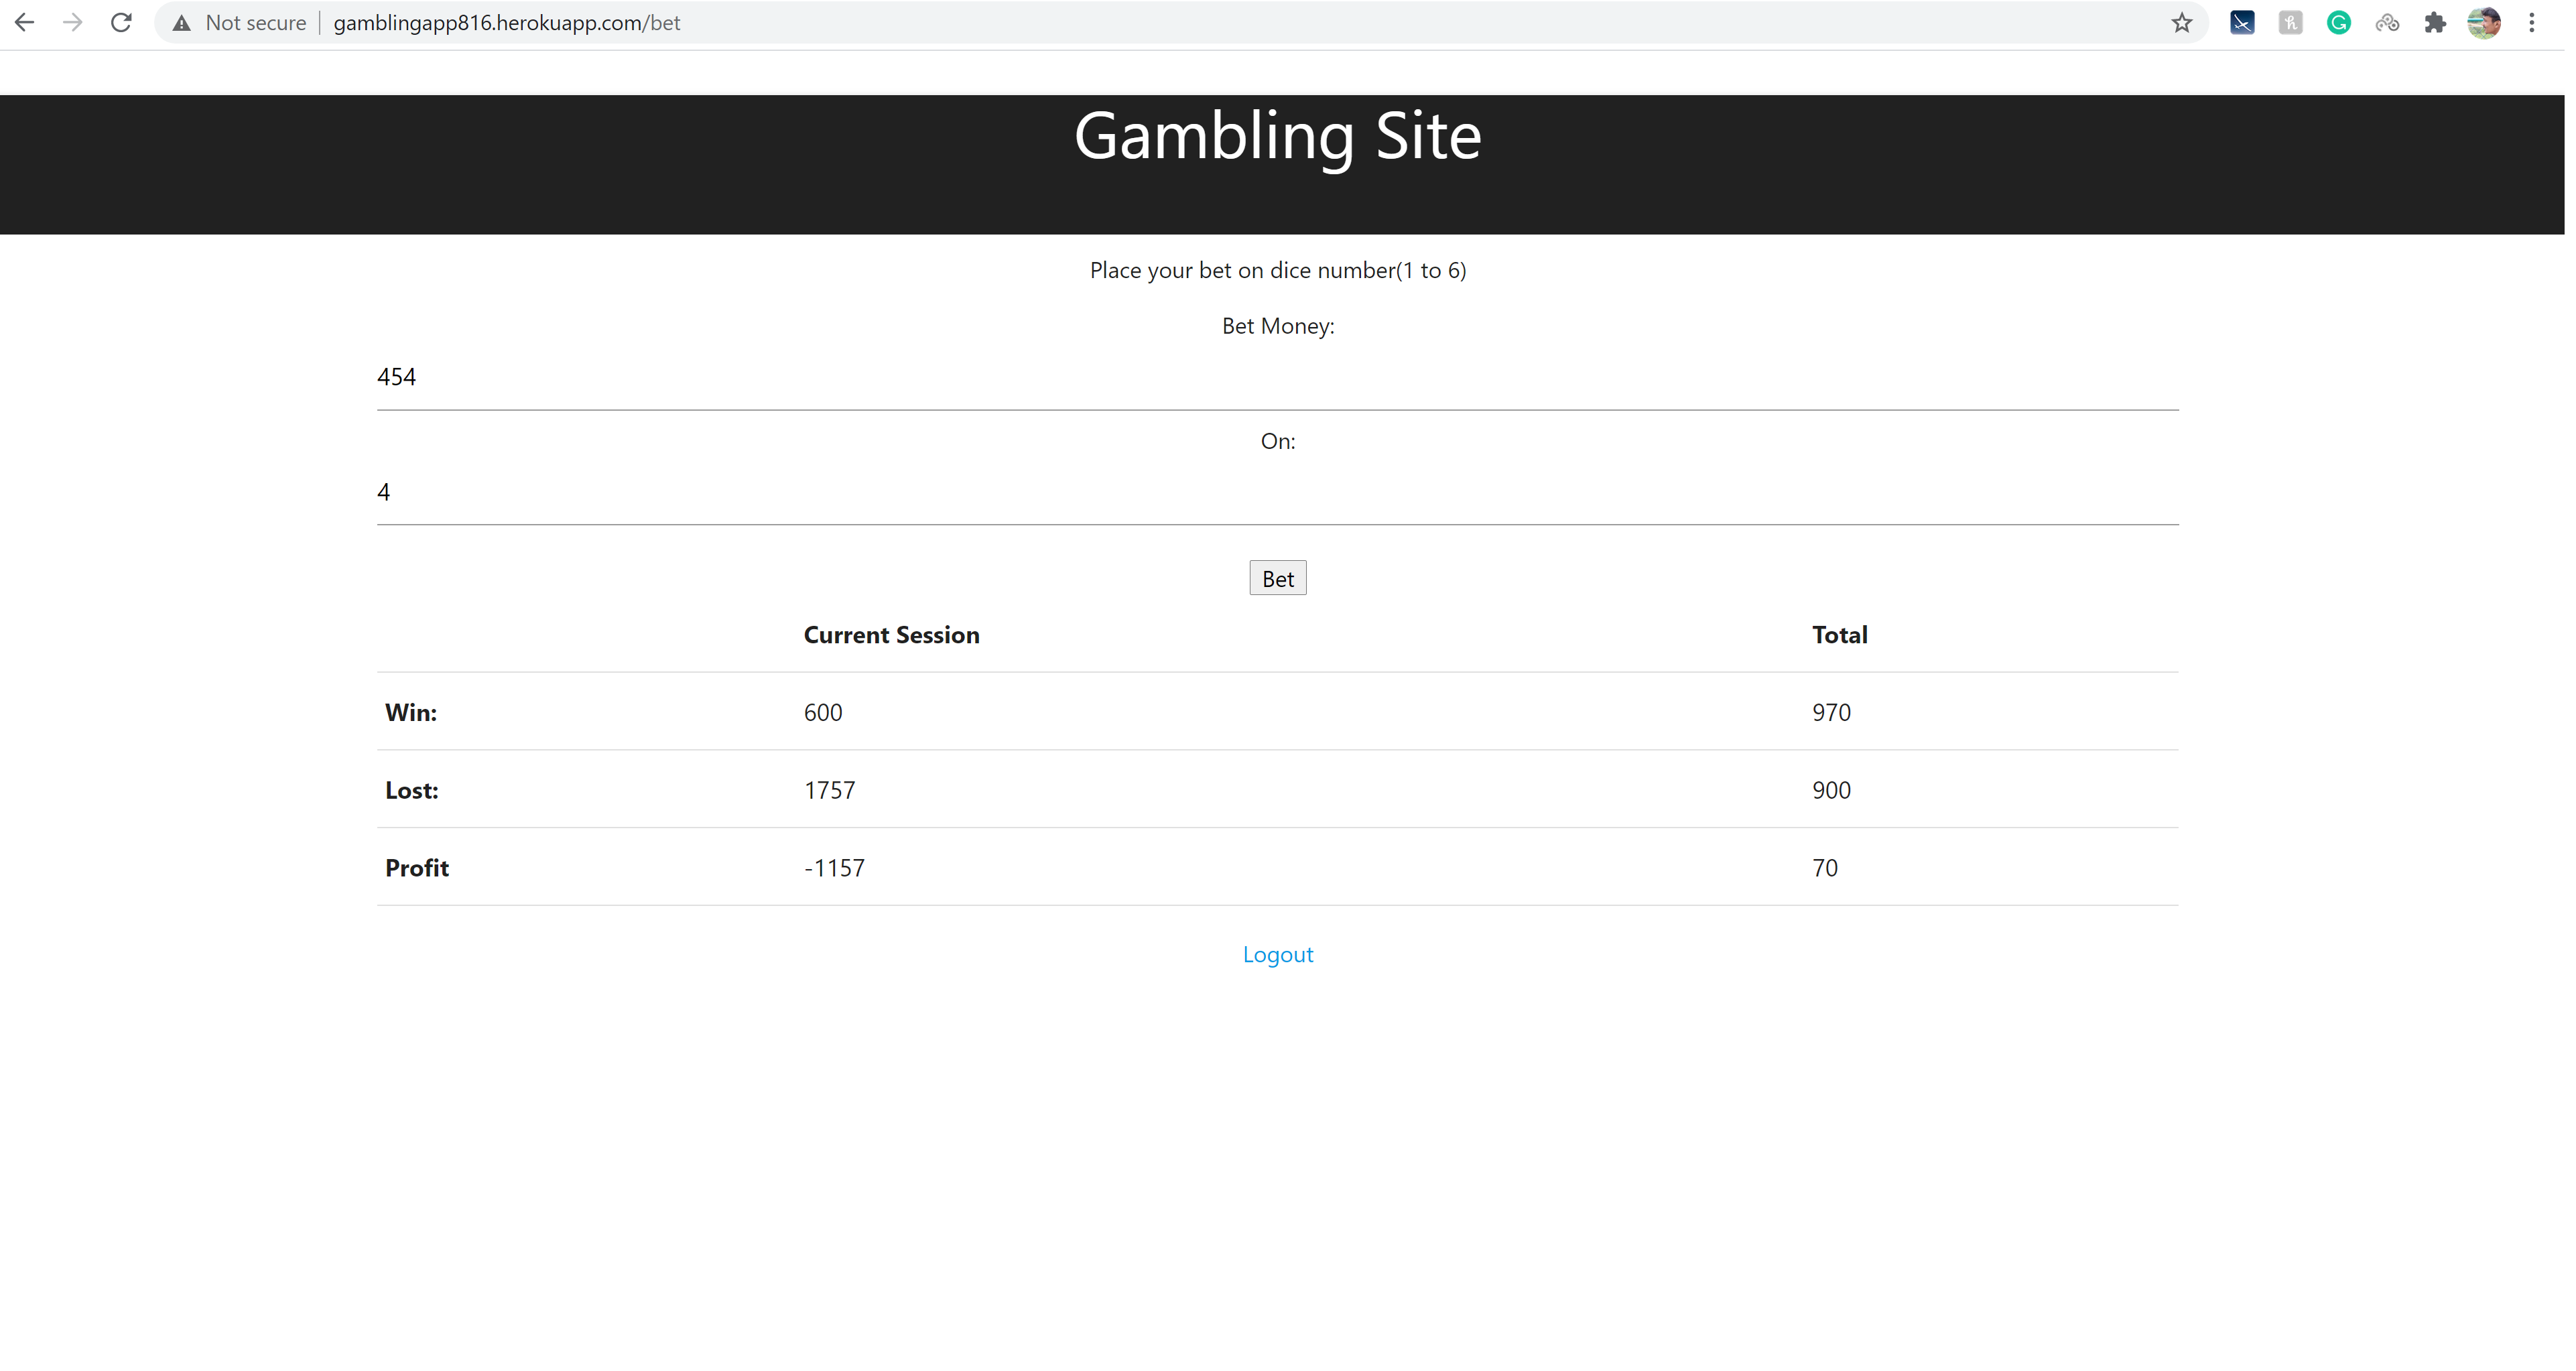 Not secure gamblingapp816.herokuapp.com/bet
Gambling Site
Place your bet on dice number(1 to 6)
Bet Money:
454
On:
4
Bet
Current Session Total
Win: 600 970
Lost: 1757 900
Profit -1157 70
Logout